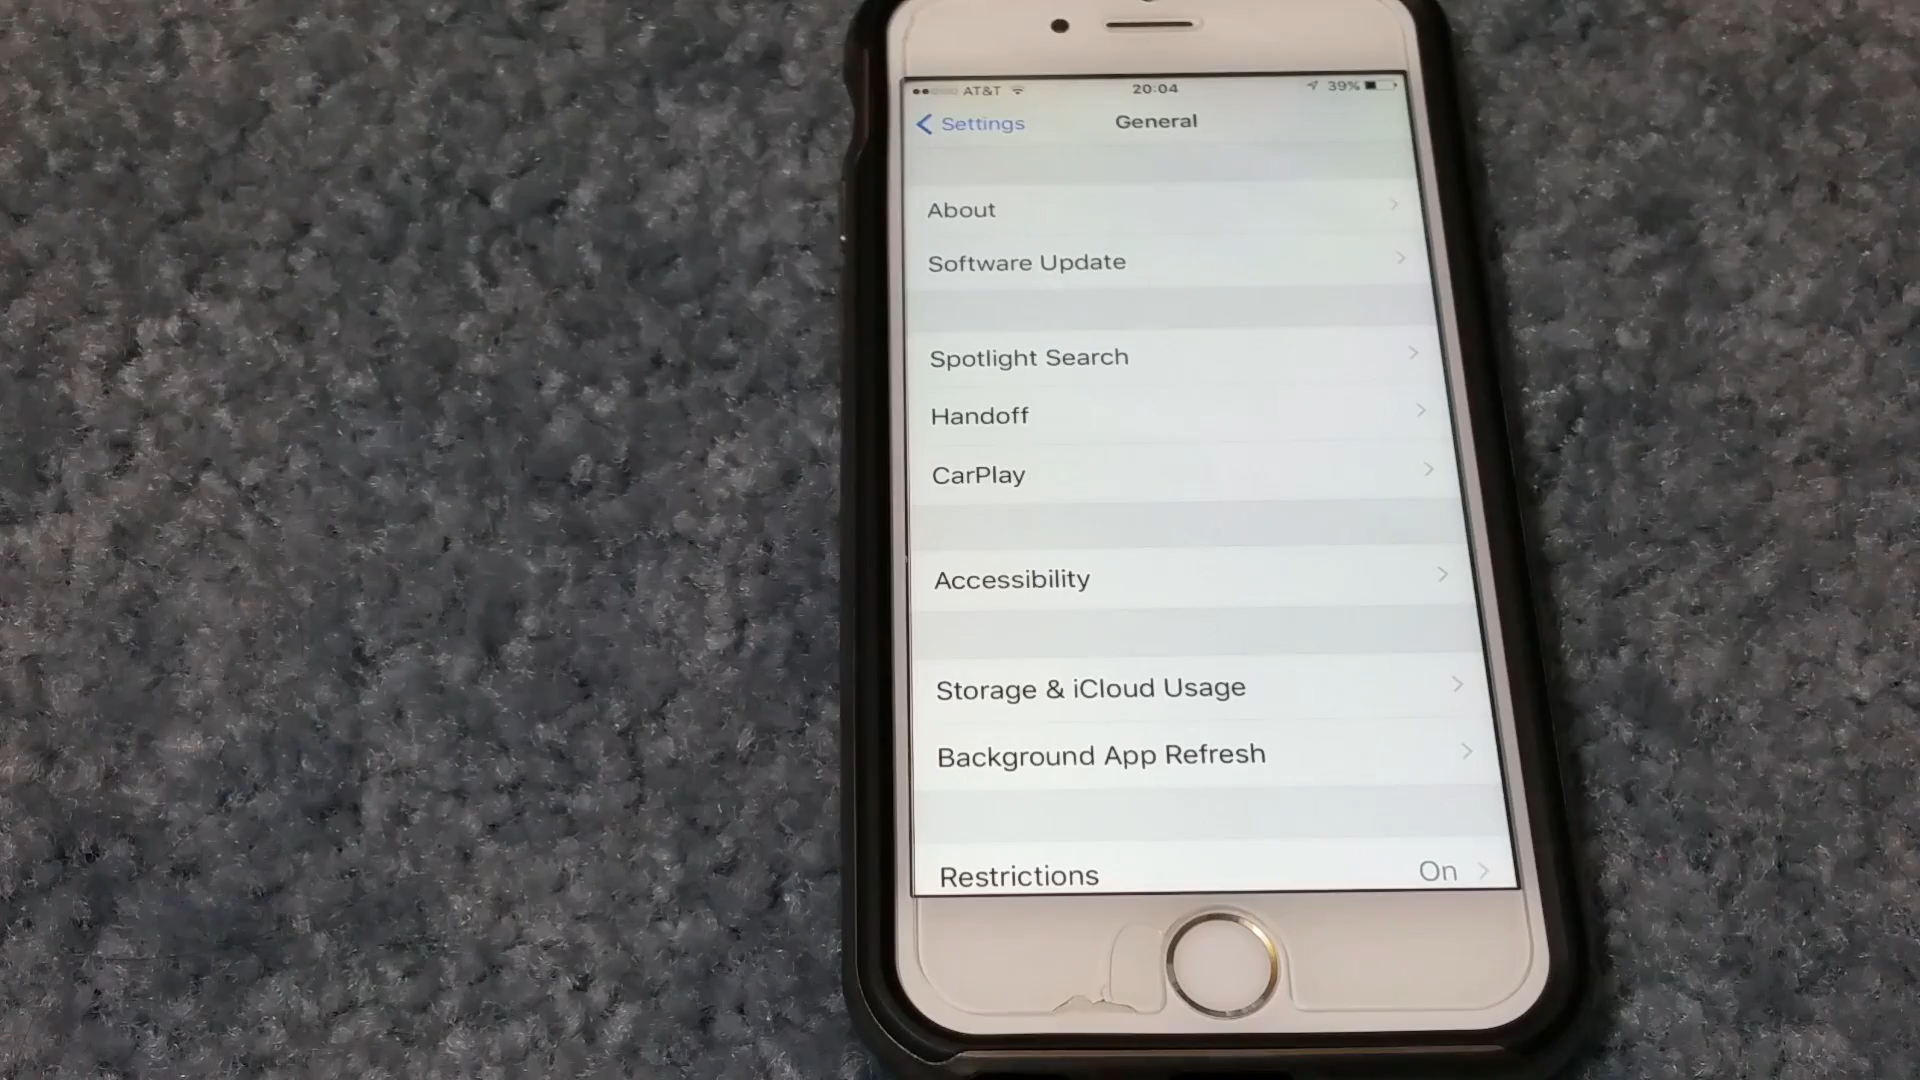 AT&T 20:04 39%
Settings General
About
Software Update
Spotlight Search
Handoff
CarPlay
Accessibility
Storage & iCloud Usage
Background App Refresh
Restrictions On